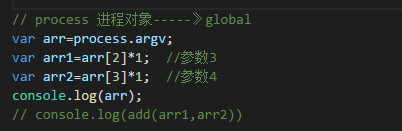 // process 进程对象-----》global
var arr=process.argv;
var arr1=arr[2]*1;  //参数3
var arr2=arr[3]*1;  //参数4
console.log(arr);
// console.log(add(arr1,arr2))